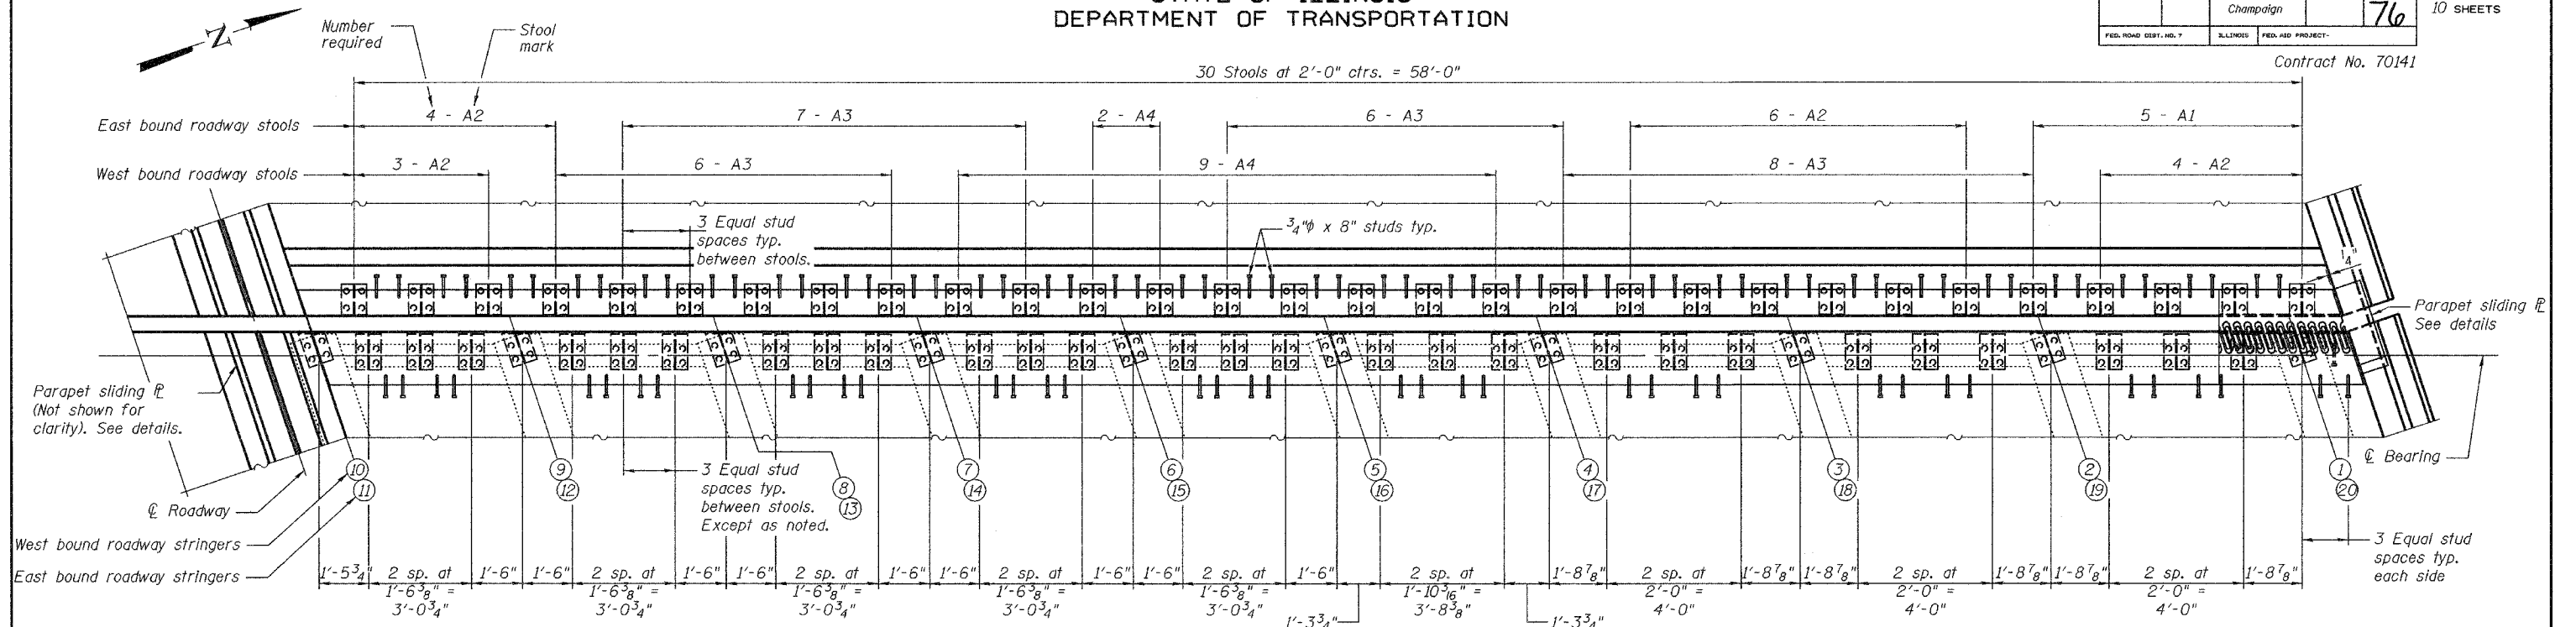 DEPARTMENT OF TRANSPORTATION
Champaign
76
10 SHEETS
FED. ROAD DIST. NO. 7
ILLINOIS
FED. AID PROJECT-
Contract No. 70141
N
Number
required
Stool
mark
30 Stools at 2'-0" ctrs. = 58'-0"
East bound roadway stools
4 - A2
7 - A3
2 - A4
6 - A3
6 - A2
5 - A1
West bound roadway stools
3 - A2
6 - A3
9 - A4
8 - A3
4 - A2
3 Equal stud
spaces typ.
between stools.
3/4"ϕ x 8" studs typ.
Parapet sliding ℙL
See details
Parapet sliding ℙL
(Not shown for
clarity). See details.
℄ Bearing
℄ Roadway
West bound roadway stringers
East bound roadway stringers
10
11
9
12
3 Equal stud
spaces typ.
between stools.
Except as noted.
8
13
7
14
6
15
5
16
4
17
3
18
2
19
1
20
3 Equal stud
spaces typ.
each side
1'-5 3/4"
2 sp. at
1'-6 3/8" =
3'-0 3/4"
1'-6"
1'-6"
2 sp. at
1'-6 3/8" =
3'-0 3/4"
1'-6"
1'-6"
2 sp. at
1'-6 3/8" =
3'-0 3/4"
1'-6"
1'-6"
2 sp. at
1'-6 3/8" =
3'-0 3/4"
1'-6"
1'-6"
2 sp. at
1'-6 3/8" =
3'-0 3/4"
1'-6"
1'-3 3/4"
2 sp. at
1'-10 3/16" =
3'-8 3/8"
1'-3 3/4"
1'-8 7/8"
2 sp. at
2'-0" =
4'-0"
1'-8 7/8"
1'-8 7/8"
2 sp. at
2'-0" =
4'-0"
1'-8 7/8"
1'-8 7/8"
2 sp. at
2'-0" =
4'-0"
1'-8 7/8"